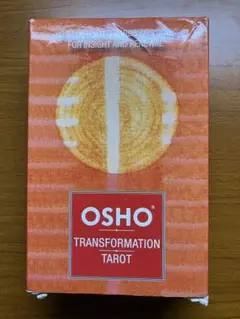 FOR INSIGHT AND RENEWAL
OSHO®
TRANSFORMATION
TAROT